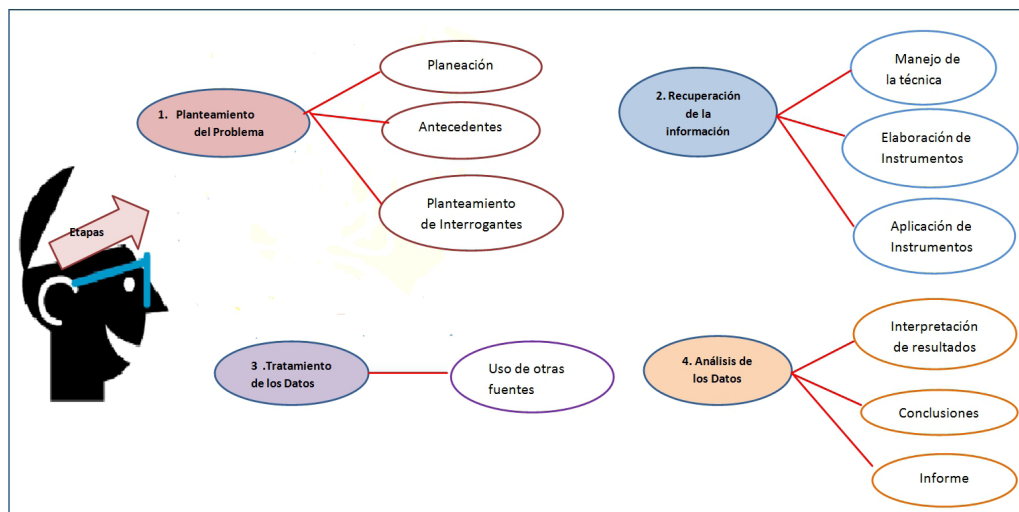 Etapas
1. Planteamiento
del Problema
Planeación
Antecedentes
Planteamiento
de Interrogantes
2. Recuperación
de la
información
Manejo de
la técnica
Elaboración de
Instrumentos
Aplicación de
Instrumentos
3 .Tratamiento
de los Datos
Uso de otras
fuentes
4. Análisis de
los Datos
Interpretación
de resultados
Conclusiones
Informe